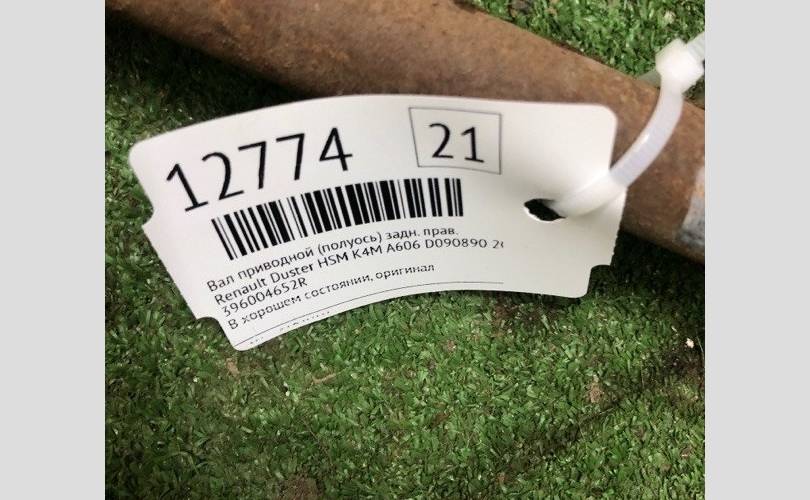 12774
21
Вал приводной (полуось) задн. прав.
Renault Duster HSM K4M A606 D090890
396004652R
В хорошем состоянии, оригинал